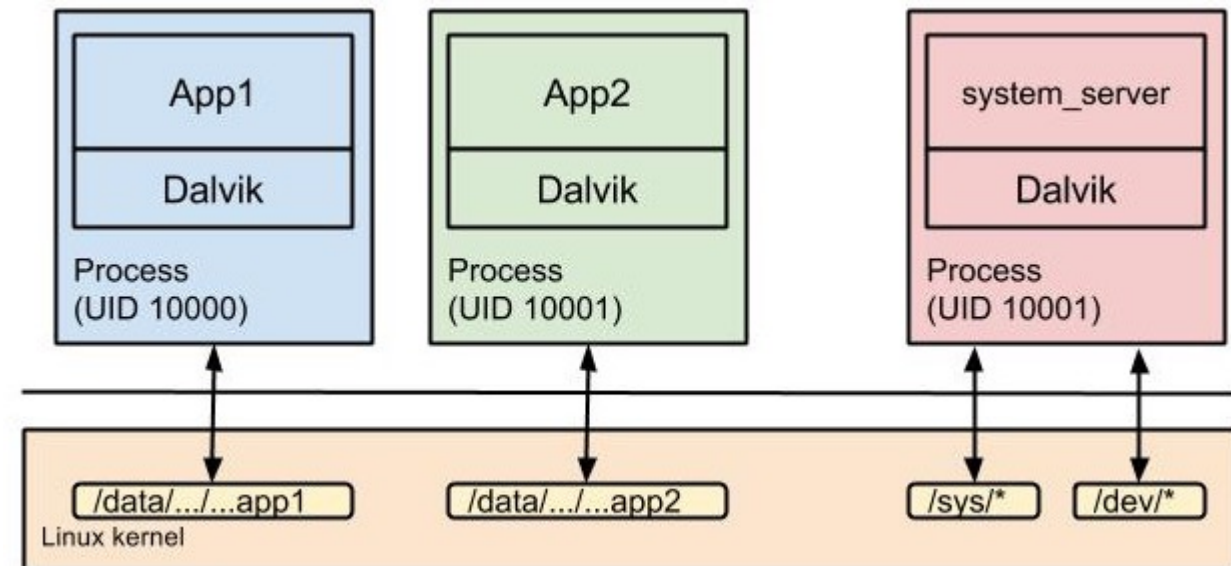 App1
Dalvik
Process
(UID 10000)
App2
Dalvik
Process
(UID 10001)
system_server
Dalvik
Process
(UID 10001)
/data/.../...app1
/data/.../...app2
/sys/*
/dev/*
Linux kernel